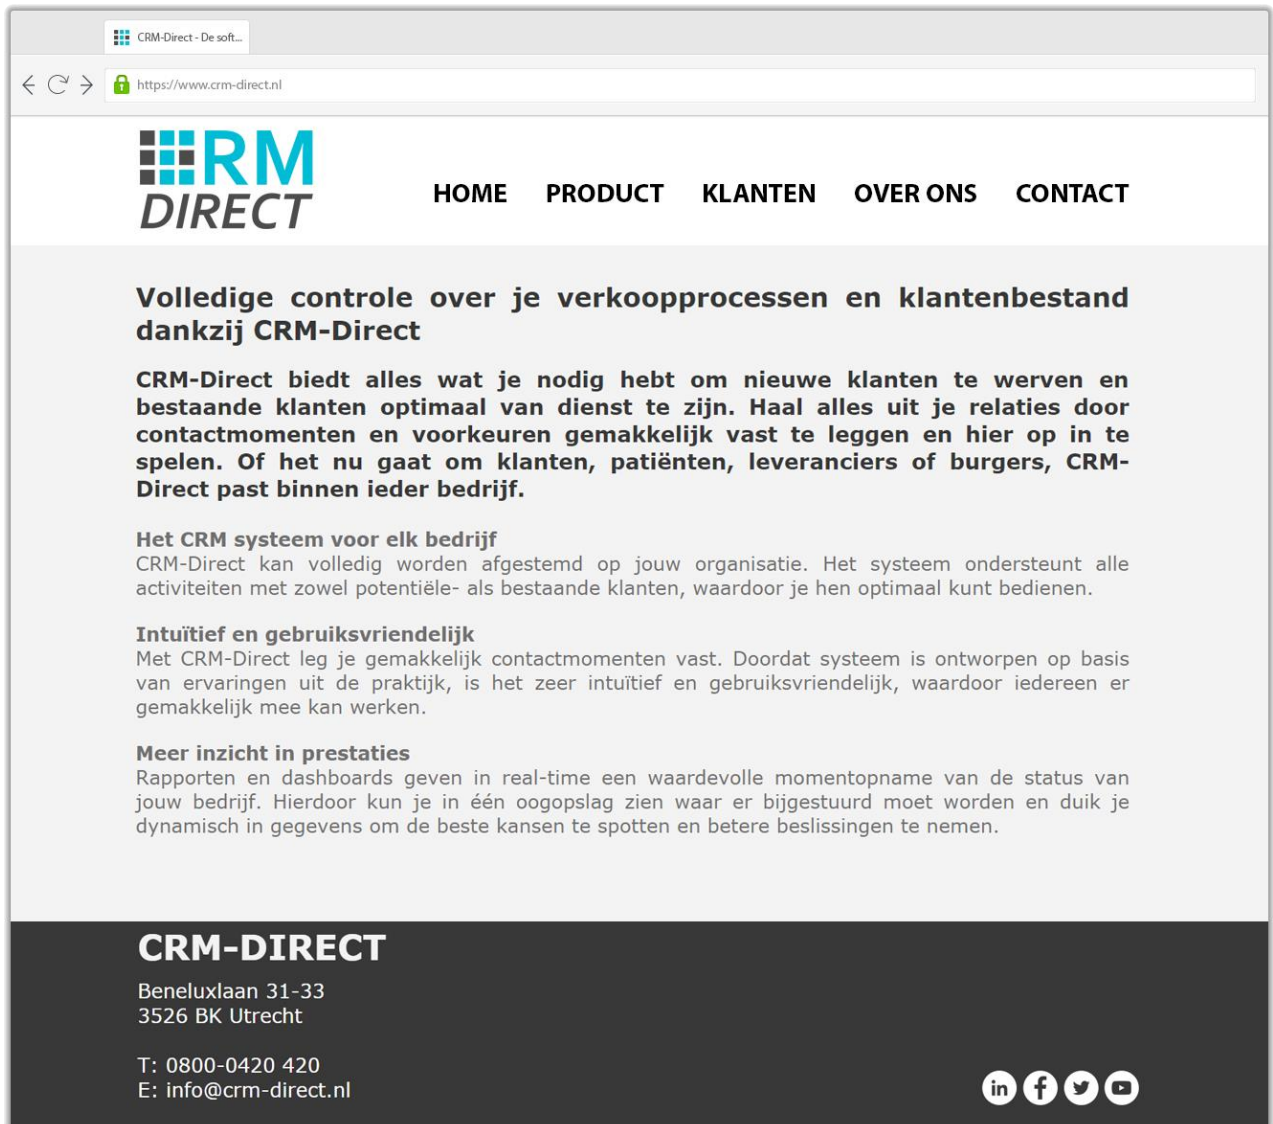 CRM-Direct - De soft...
https://www.crm-direct.nl
RM
DIRECT
HOME PRODUCT KLANTEN OVER ONS CONTACT
Volledige controle over je verkoopprocessen en klantenbestand
dankzij CRM-Direct
CRM-Direct biedt alles wat je nodig hebt om nieuwe klanten te werven en
bestaande klanten optimaal van dienst te zijn. Haal alles uit je relaties door
contactmomenten en voorkeuren gemakkelijk vast te leggen en hier op in te
spelen. Of het nu gaat om klanten, patiënten, leveranciers of burgers, CRM-
Direct past binnen ieder bedrijf.
Het CRM systeem voor elk bedrijf
CRM-Direct kan volledig worden afgestemd op jouw organisatie. Het systeem ondersteunt alle
activiteiten met zowel potentiële- als bestaande klanten, waardoor je hen optimaal kunt bedienen.
Intuïtief en gebruiksvriendelijk
Met CRM-Direct leg je gemakkelijk contactmomenten vast. Doordat systeem is ontworpen op basis
van ervaringen uit de praktijk, is het zeer intuïtief en gebruiksvriendelijk, waardoor iedereen er
gemakkelijk mee kan werken.
Meer inzicht in prestaties
Rapporten en dashboards geven in real-time een waardevolle momentopname van de status van
jouw bedrijf. Hierdoor kun je in één oogopslag zien waar er bijgestuurd moet worden en duik je
dynamisch in gegevens om de beste kansen te spotten en betere beslissingen te nemen.
CRM-DIRECT
Beneluxlaan 31-33
3526 BK Utrecht
T: 0800-0420 420
E: info@crm-direct.nl